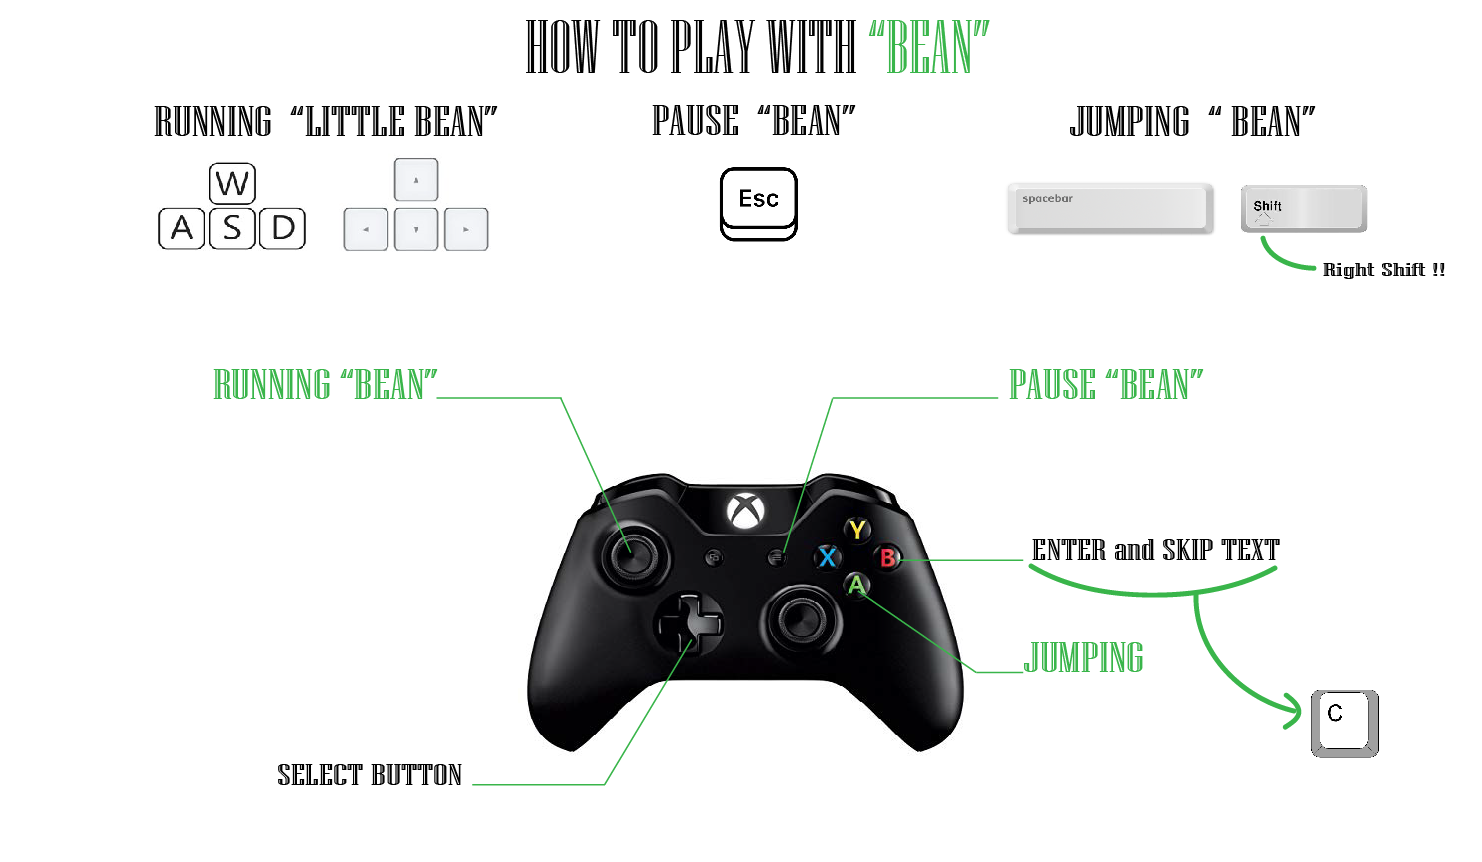 HOW TO PLAY WITH “BEAN”
RUNNING “LITTLE BEAN”
PAUSE “BEAN”
JUMPING “ BEAN”
W
A S D
Esc
spacebar
Shift
Right Shift !!
RUNNING “BEAN”
PAUSE “BEAN”
Y
X
B
A
ENTER and SKIP TEXT
JUMPING
C
SELECT BUTTON